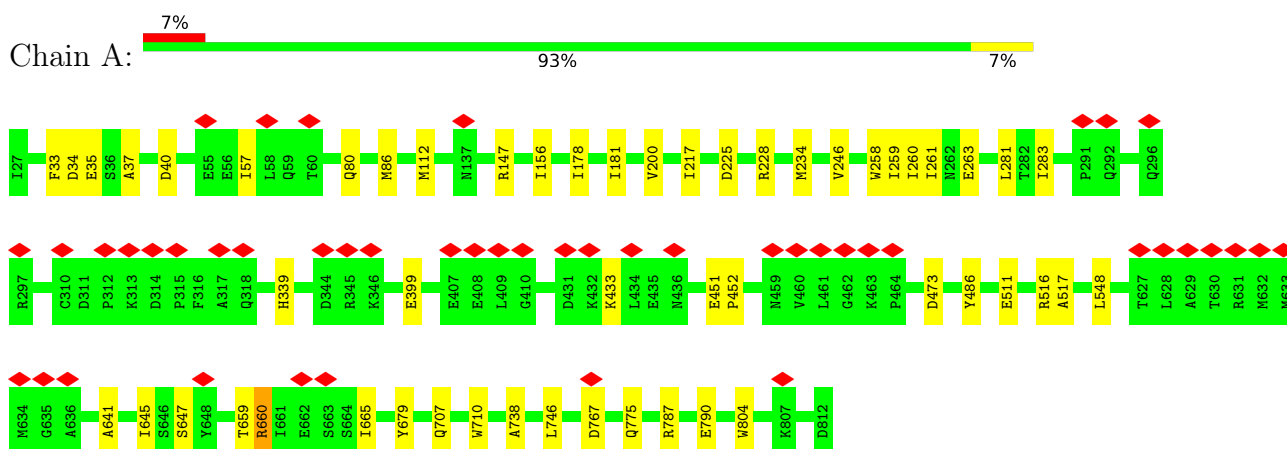 7%
Chain A:
93% 7%
I27 F33 D34 E35 S36 A37 D40 E55 E56 I57 L58 Q59 T60 Q80 M86 M112 N137 R147 I156 I178 I181 V200 I217 D225 R228 M234 V246 W258 I259 I260 I261 N262 E263 L281 T282 I283 P291 Q292 Q296
R297 C310 D311 P312 K313 D314 P315 F316 A317 Q318 H339 D344 R345 K346 E399 E407 E408 L409 G410 D431 K432 K433 L434 E435 N436 E451 P452 N459 V460 L461 G462 K463 P464 D473 Y486 E511 R516 A517 L548 T627 L628 A629 T630 R631 M632
M634 G635 A636 A641 I645 S646 S647 Y648 T659 R660 I661 E662 S663 S664 I665 Y679 Q707 W710 A738 L746 D767 Q775 R787 E790 W804 K807 D812